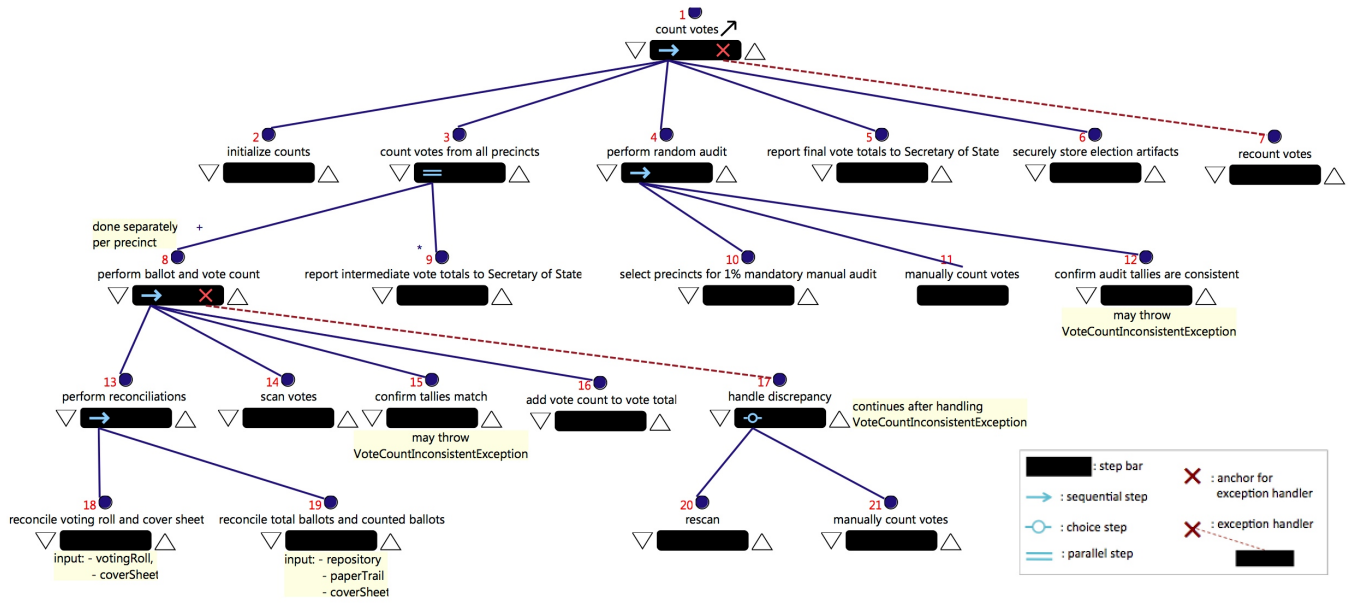 1
count votes
2
initialize counts
3
count votes from all precincts
4
perform random audit
5
report final vote totals to Secretary of State
6
securely store election artifacts
7
recount votes
done separately
per precinct
+
8
perform ballot and vote count
*
9
report intermediate vote totals to Secretary of State
10
select precincts for 1% mandatory manual audit
11
manually count votes
12
confirm audit tallies are consistent
may throw
VoteCountInconsistentException
13
perform reconciliations
14
scan votes
15
confirm tallies match
may throw
VoteCountInconsistentException
16
add vote count to vote total
17
handle discrepancy
continues after handling
VoteCountInconsistentException
18
reconcile voting roll and cover sheet
input: - votingRoll,
- coverSheet
19
reconcile total ballots and counted ballots
input: - repository
- paperTrail
- coverSheet
20
rescan
21
manually count votes
: step bar
: sequential step
: choice step
: parallel step
: anchor for
exception handler
: exception handler